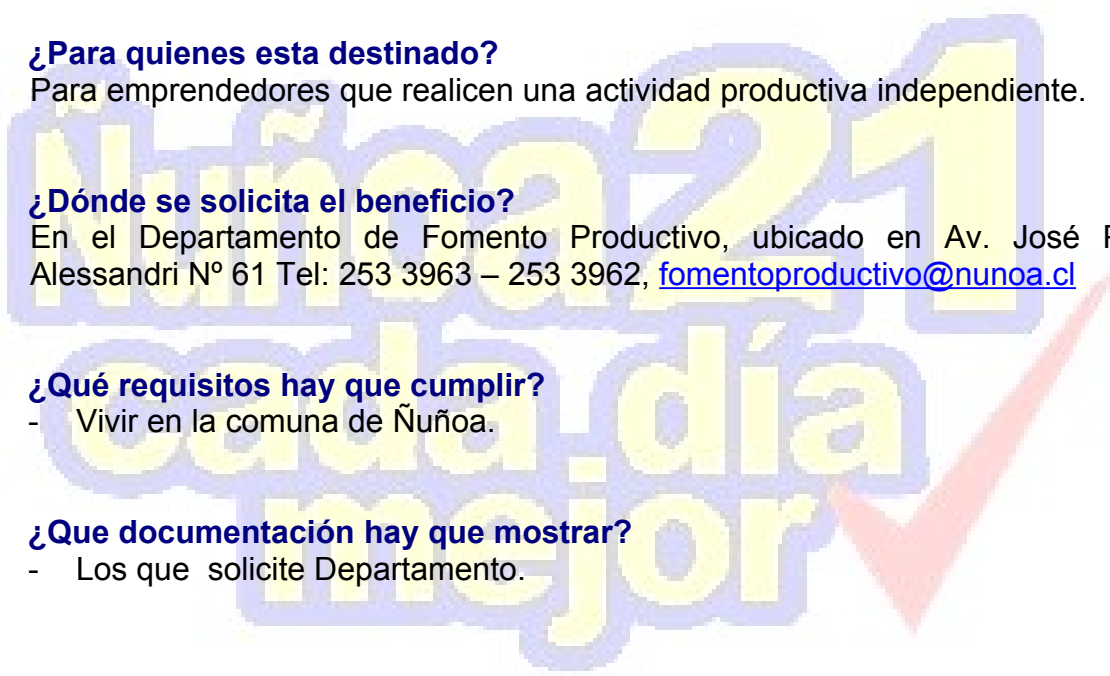 ¿Para quienes esta destinado?
Para emprendedores que realicen una actividad productiva independiente.
¿Dónde se solicita el beneficio?
En el Departamento de Fomento Productivo, ubicado en Av. José
Alessandri Nº 61 Tel: 253 3963 – 253 3962, fomentoproductivo@nunoa.cl
¿Qué requisitos hay que cumplir?
- Vivir en la comuna de Ñuñoa.
¿Que documentación hay que mostrar?
- Los que solicite Departamento.
Ñuñoa21
cada día
mejor